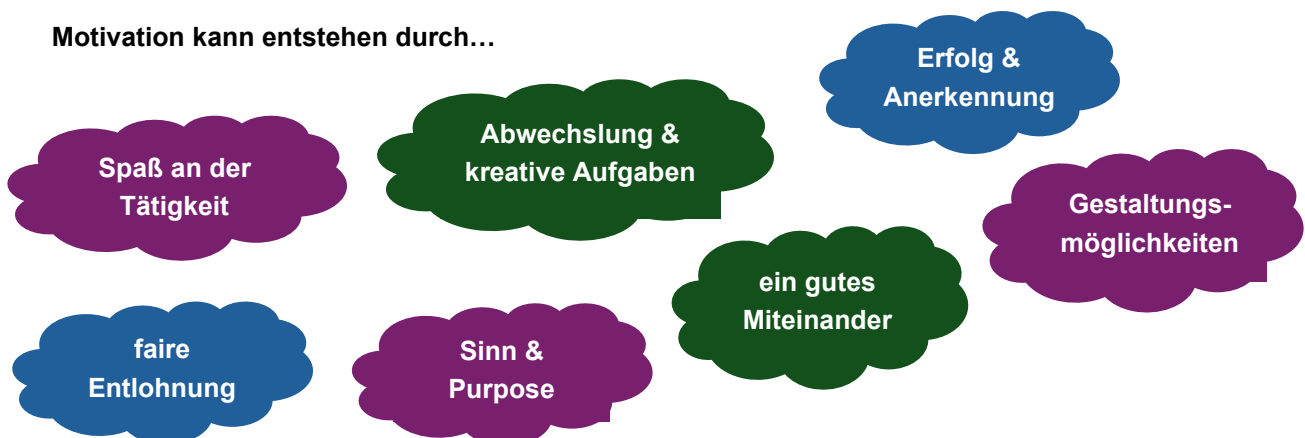 Motivation kann entstehen durch…
Erfolg &
Anerkennung
Abwechslung &
kreative Aufgaben
Spaß an der
Tätigkeit
Gestaltungs-
möglichkeiten
ein gutes
Miteinander
faire
Entlohnung
Sinn &
Purpose